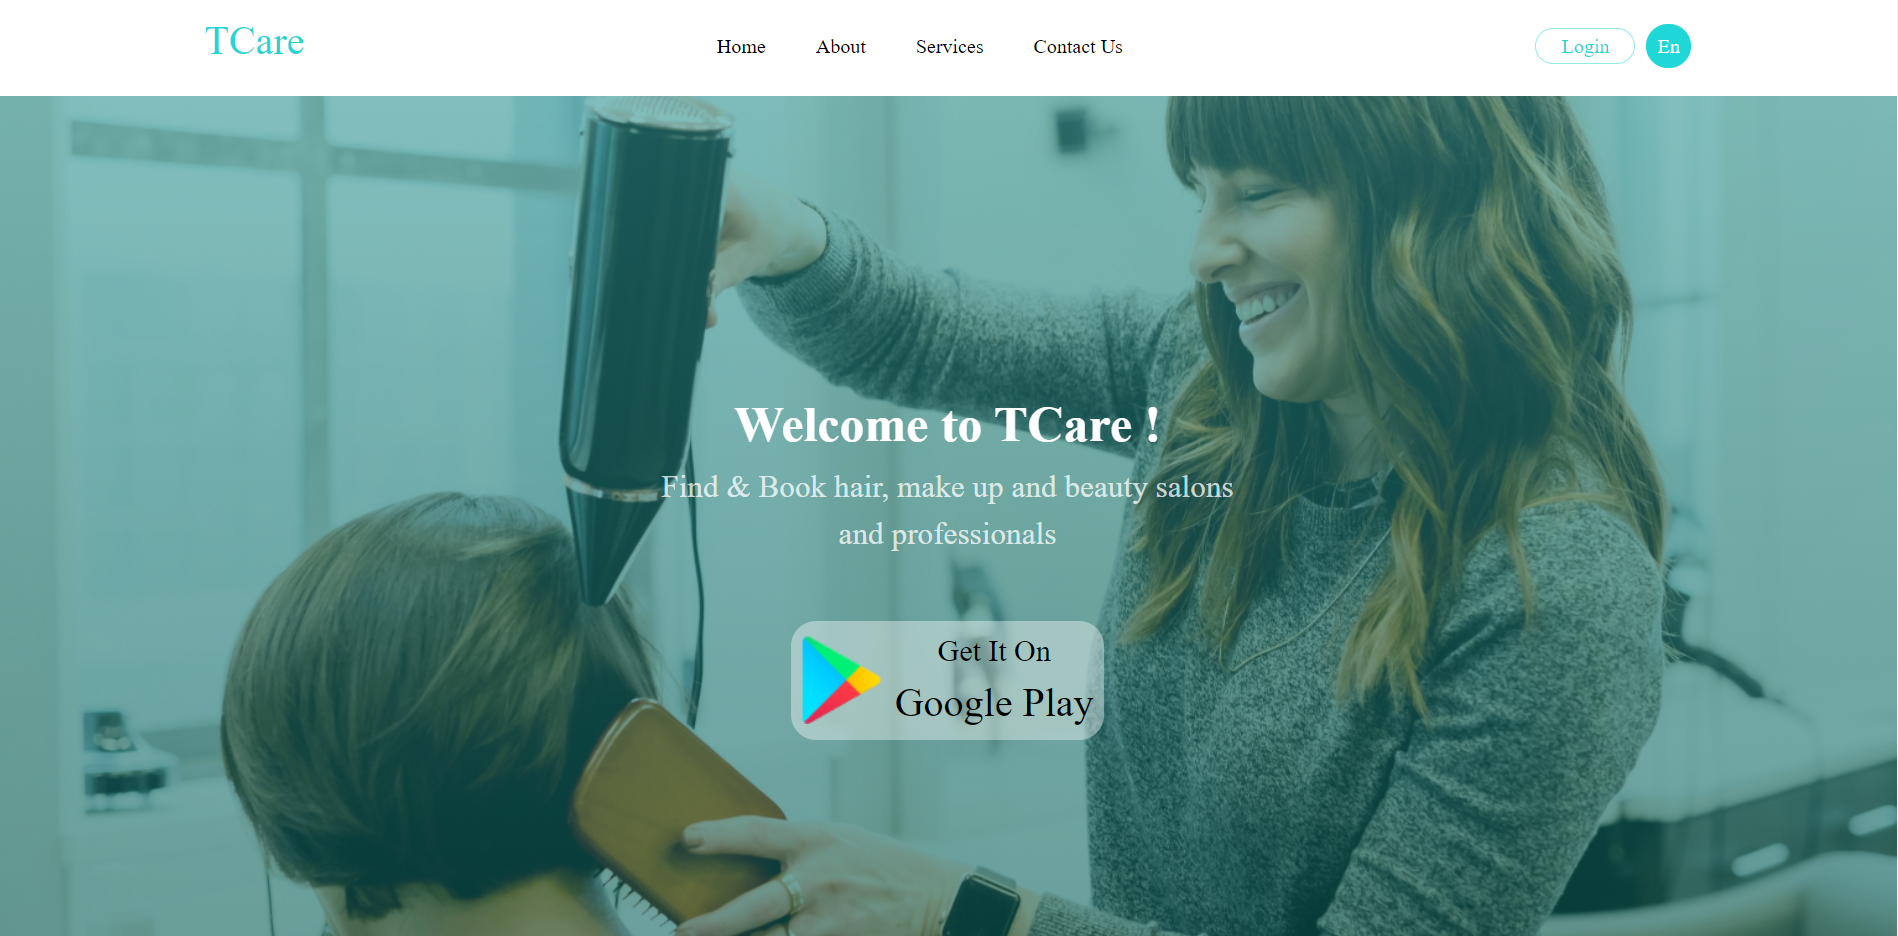 TCare
Home
About
Services
Contact Us
Login
En
Welcome to TCare !
Find & Book hair, make up and beauty salons
and professionals
Get It On
Google Play